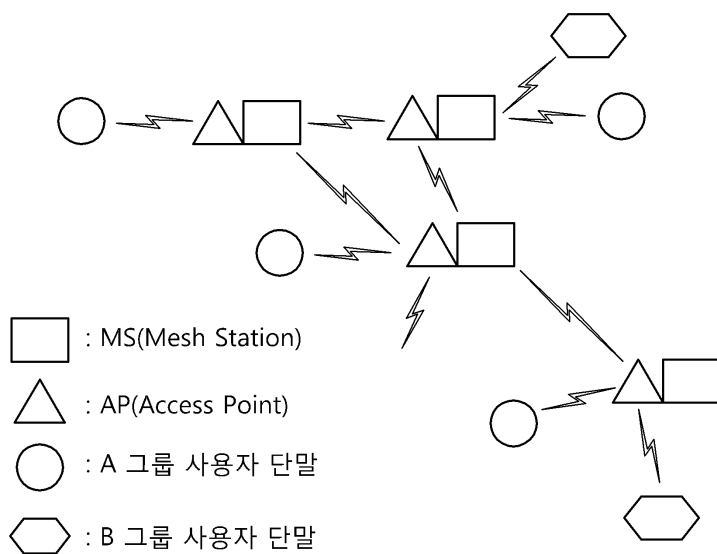 : MS(Mesh Station)
: AP(Access Point)
: A 그룹 사용자 단말
: B 그룹 사용자 단말